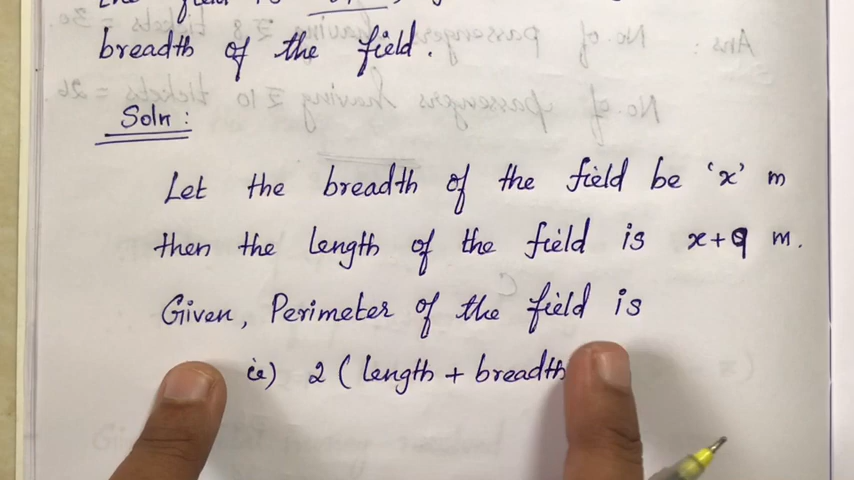 breadth of the field.
Soln :
Let the breadth of the field be 'x' m
then the length of the field is x+9 m.
Given, Perimeter of the field is
ie) 2 ( length + breadth